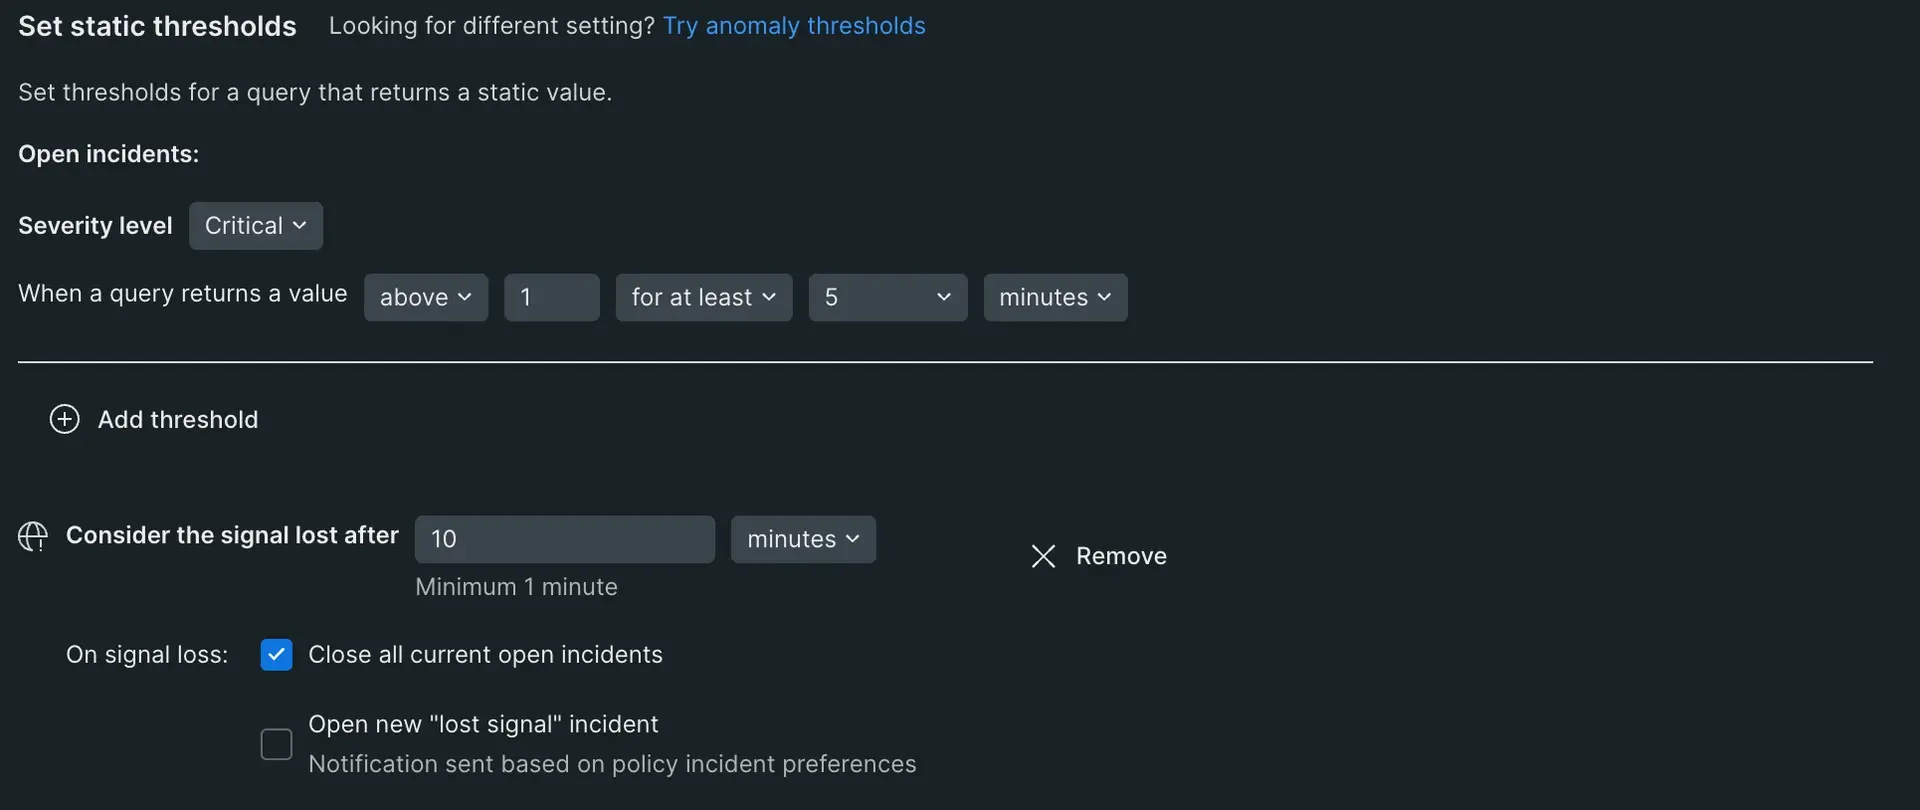 Set static thresholds Looking for different setting? Try anomaly thresholds
Set thresholds for a query that returns a static value.
Open incidents:
Severity level Critical
When a query returns a value above 1 for at least 5 minutes
Add threshold
Consider the signal lost after 10 minutes
Remove
Minimum 1 minute
On signal loss: Close all current open incidents
Open new "lost signal" incident
Notification sent based on policy incident preferences